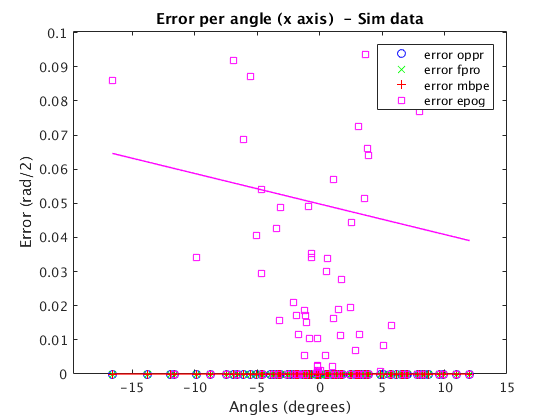 Error per angle (x axis) - Sim data
0.1
0.09
0.08
0.07
0.06
0.05
0.04
0.03
0.02
0.01
0
Error (rad/2)
error oppr
error fpro
error mbpe
error epog
-15 -10 -5 0 5 10 15
Angles (degrees)